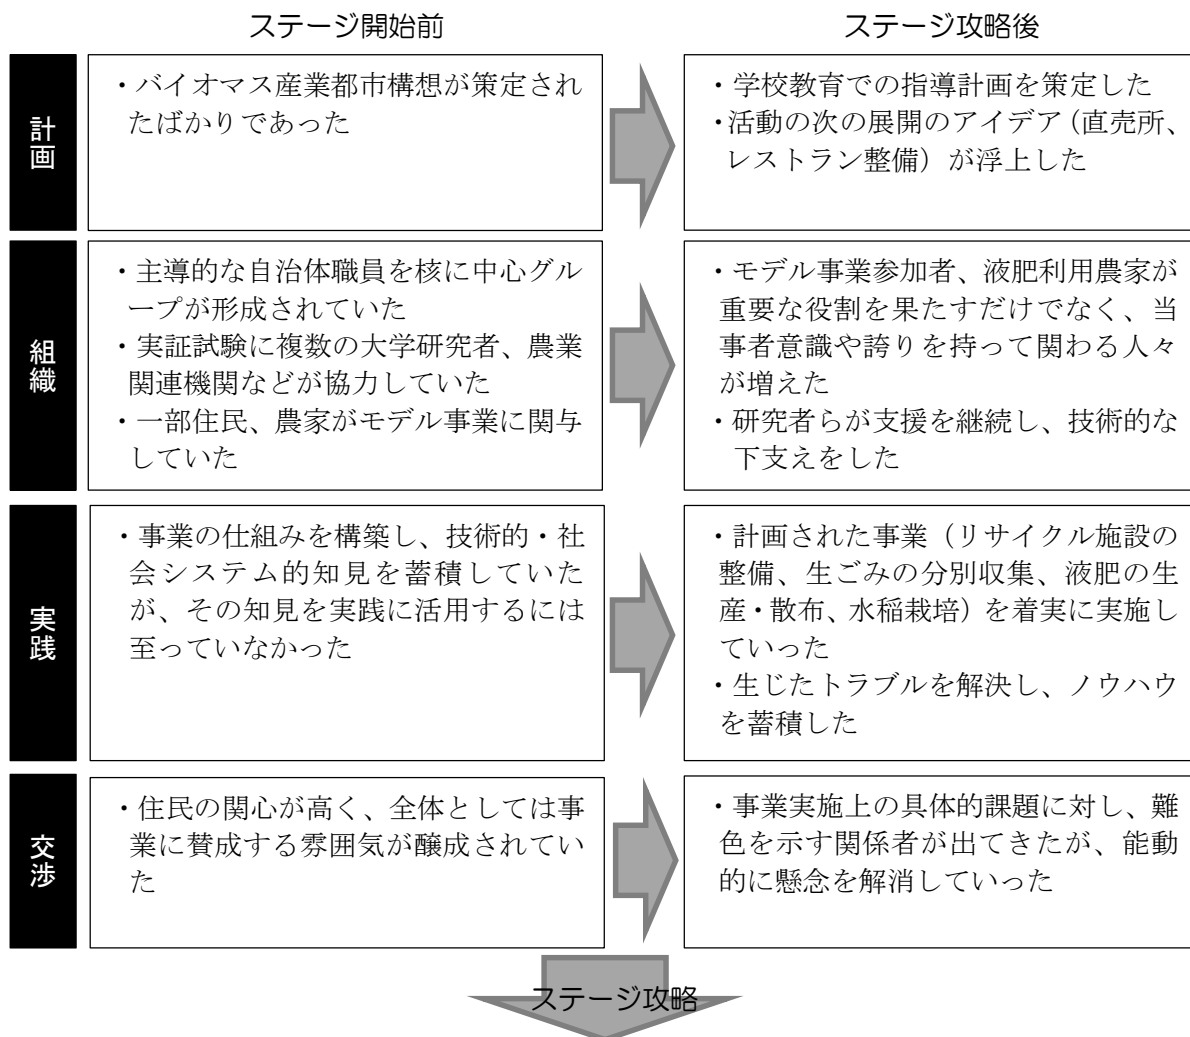 ステージ開始前
ステージ攻略後
計画
・バイオマス産業都市構想が策定され
たばかりであった
・学校教育での指導計画を策定した
・活動の次の展開のアイデア（直売所、
レストラン整備）が浮上した
組織
・主導的な自治体職員を核に中心グル
ープが形成されていた
・実証試験に複数の大学研究者、農業
関連機関などが協力していた
・一部住民、農家がモデル事業に関与
していた
・モデル事業参加者、液肥利用農家が
重要な役割を果たすだけでなく、当
事者意識や誇りを持って関わる人々
が増えた
・研究者らが支援を継続し、技術的な
下支えをした
実践
・事業の仕組みを構築し、技術的・社
会システム的知見を蓄積していた
が、その知見を実践に活用するには
至っていなかった
・計画された事業（リサイクル施設の
整備、生ごみの分別収集、液肥の生
産・散布、水稲栽培）を着実に実施し
ていった
・生じたトラブルを解決し、ノウハウ
を蓄積した
交渉
・住民の関心が高く、全体としては事
業に賛成する雰囲気が醸成されてい
た
・事業実施上の具体的課題に対し、難
色を示す関係者が出てきたが、能動
的に懸念を解消していった
ステージ攻略